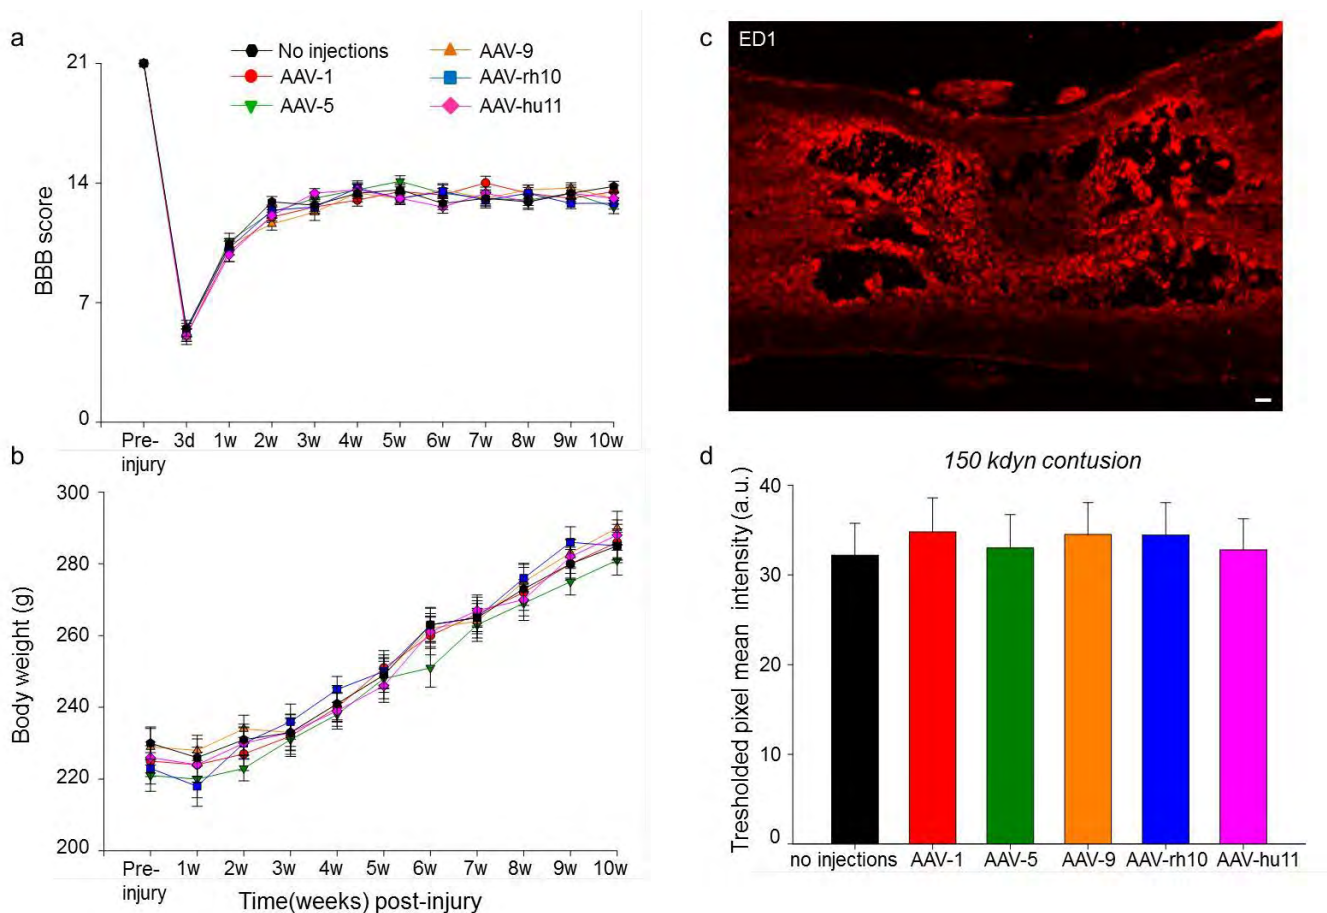 a
No injections
AAV-1
AAV-5
AAV-9
AAV-rh10
AAV-hu11
21
14
7
0
BBB score
Pre-injury 3d 1w 2w 3w 4w 5w 6w 7w 8w 9w 10w
b
300
280
260
240
220
200
Body weight (g)
Pre-injury 1w 2w 3w 4w 5w 6w 7w 8w 9w 10w
Time(weeks) post-injury
c
ED1
d
150 kdyn contusion
40
30
20
10
0
Tresholded pixel mean intensity (a.u.)
no injections AAV-1 AAV-5 AAV-9 AAV-rh10 AAV-hu11